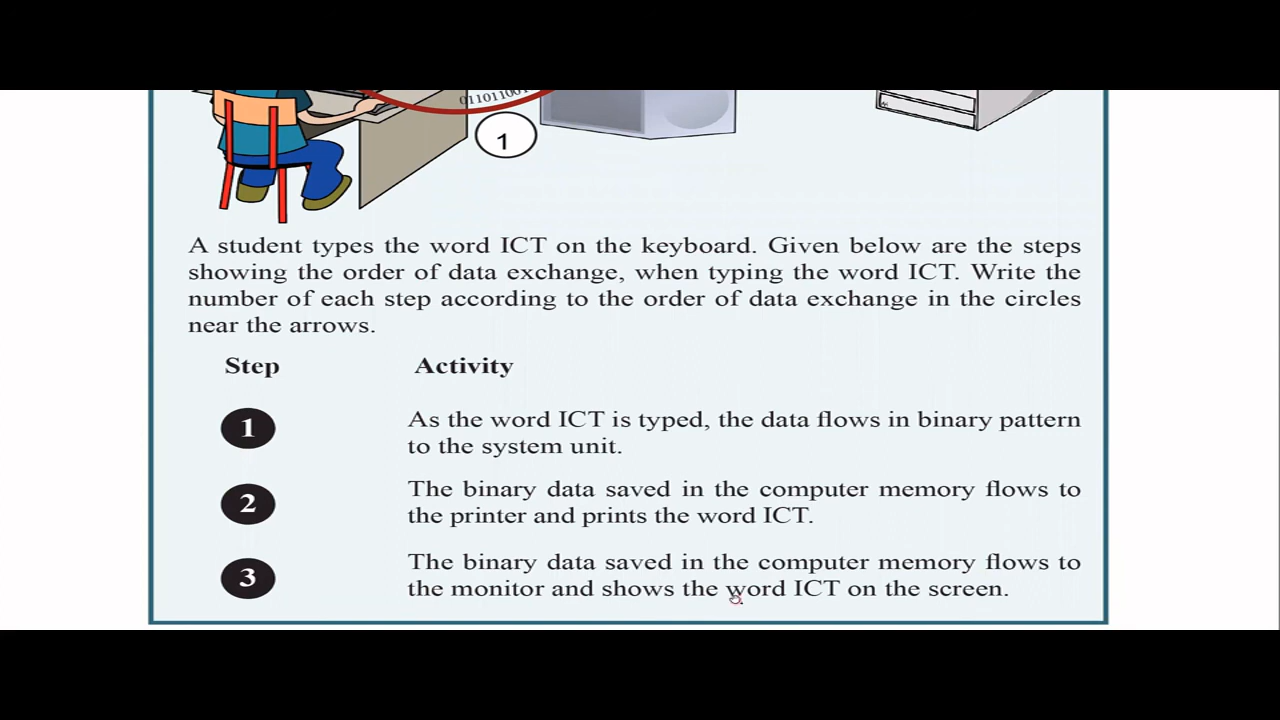 011011001
1
A student types the word ICT on the keyboard. Given below are the steps
showing the order of data exchange, when typing the word ICT. Write the
number of each step according to the order of data exchange in the circles
near the arrows.
Step Activity
1 As the word ICT is typed, the data flows in binary pattern
to the system unit.
2 The binary data saved in the computer memory flows to
the printer and prints the word ICT.
3 The binary data saved in the computer memory flows to
the monitor and shows the word ICT on the screen.